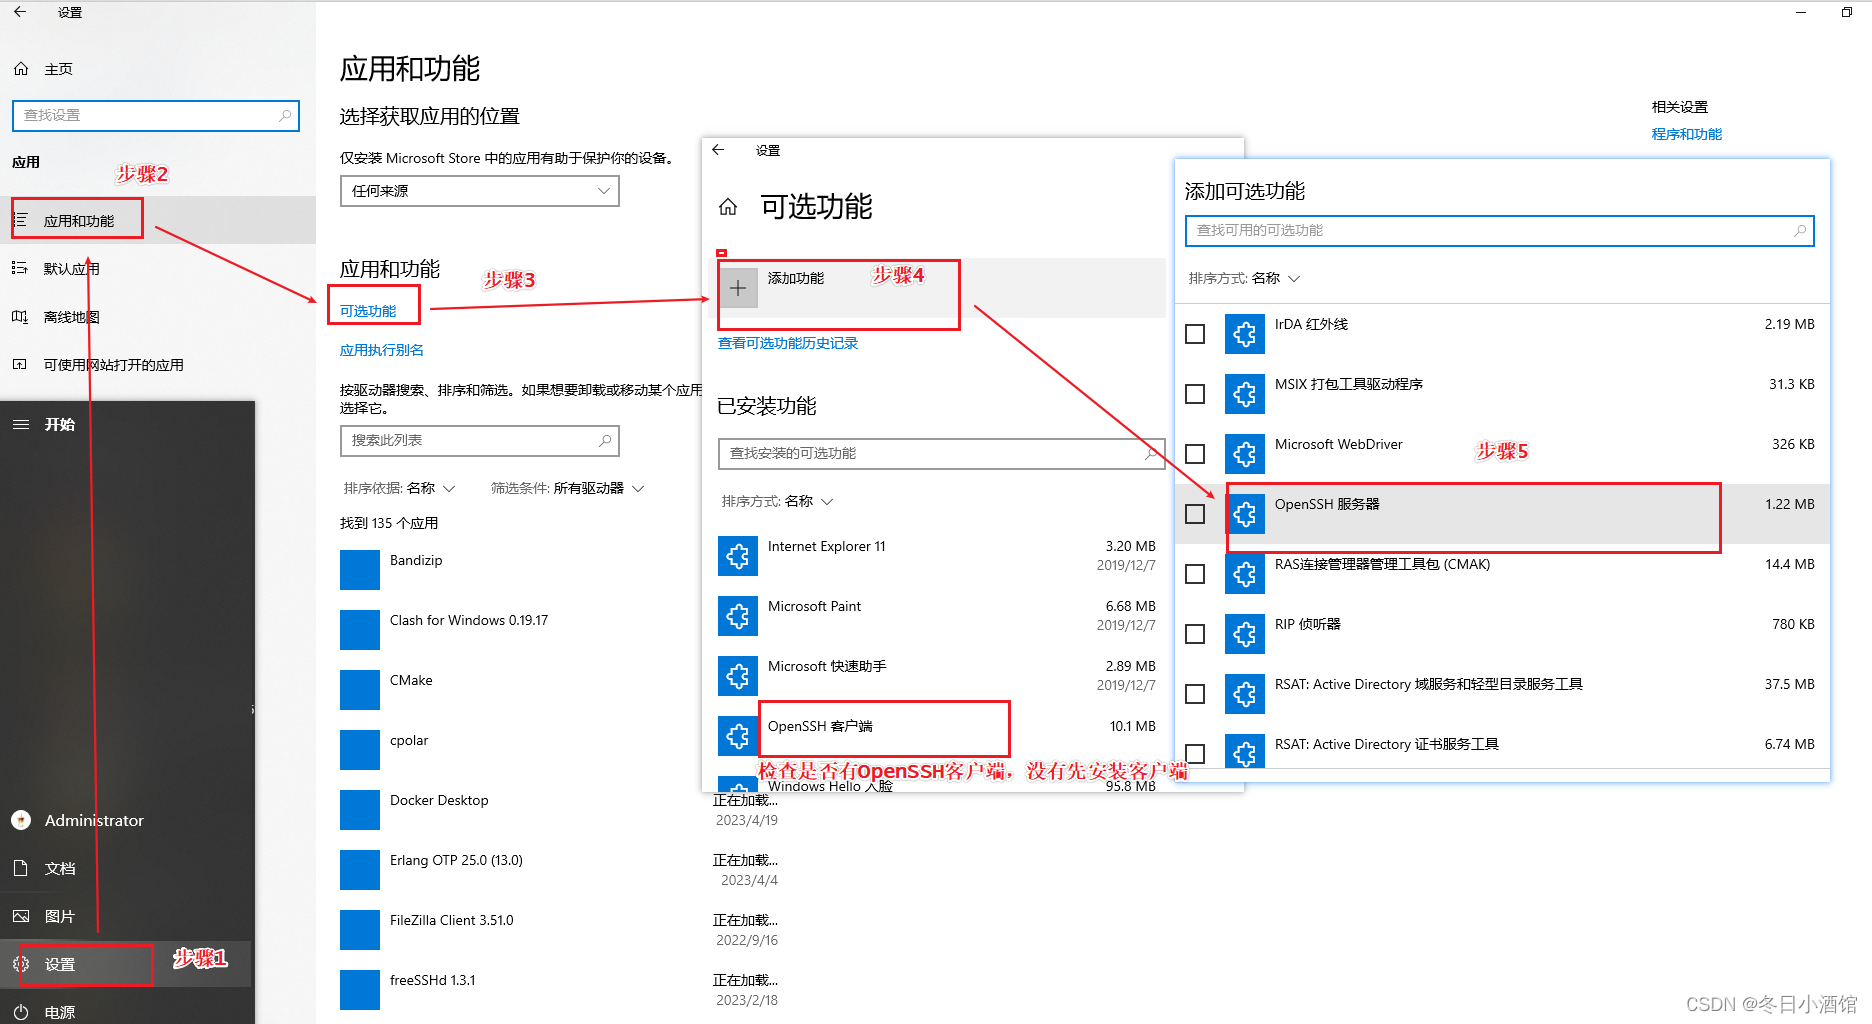 设置
主页
查找设置
应用
步骤2
应用和功能
默认应用
离线地图
可使用网站打开的应用
开始
Administrator
文档
图片
设置
步骤1
电源
应用和功能
选择获取应用的位置
仅安装 Microsoft Store 中的应用有助于保护你的设备。
任何来源
应用和功能
步骤3
可选功能
应用执行别名
按驱动器搜索、排序和筛选。如果想要卸载或移动某个应用
选择它。
搜索此列表
排序依据: 名称
筛选条件: 所有驱动器
找到 135 个应用
Bandizip
Clash for Windows 0.19.17
CMake
cpolar
Docker Desktop
正在加载...
2023/4/19
Erlang OTP 25.0 (13.0)
正在加载...
2023/4/4
FileZilla Client 3.51.0
正在加载...
2022/9/16
freeSSHd 1.3.1
正在加载...
2023/2/18
设置
可选功能
添加功能
步骤4
查看可选功能历史记录
已安装功能
查找安装的可选功能
排序方式: 名称
Internet Explorer 11
3.20 MB
2019/12/7
Microsoft Paint
6.68 MB
2019/12/7
Microsoft 快速助手
2.89 MB
2019/12/7
OpenSSH 客户端
10.1 MB
检查是否有OpenSSH客户端，没有先安装客户端
Windows Hello 人脸
95.8 MB
相关设置
程序和功能
添加可选功能
查找可用的可选功能
排序方式: 名称
IrDA 红外线
2.19 MB
MSIX 打包工具驱动程序
31.3 KB
Microsoft WebDriver
326 KB
步骤5
OpenSSH 服务器
1.22 MB
RAS连接管理器管理工具包 (CMAK)
14.4 MB
RIP 侦听器
780 KB
RSAT: Active Directory 域服务和轻型目录服务工具
37.5 MB
RSAT: Active Directory 证书服务工具
6.74 MB
CSDN @冬日小酒馆